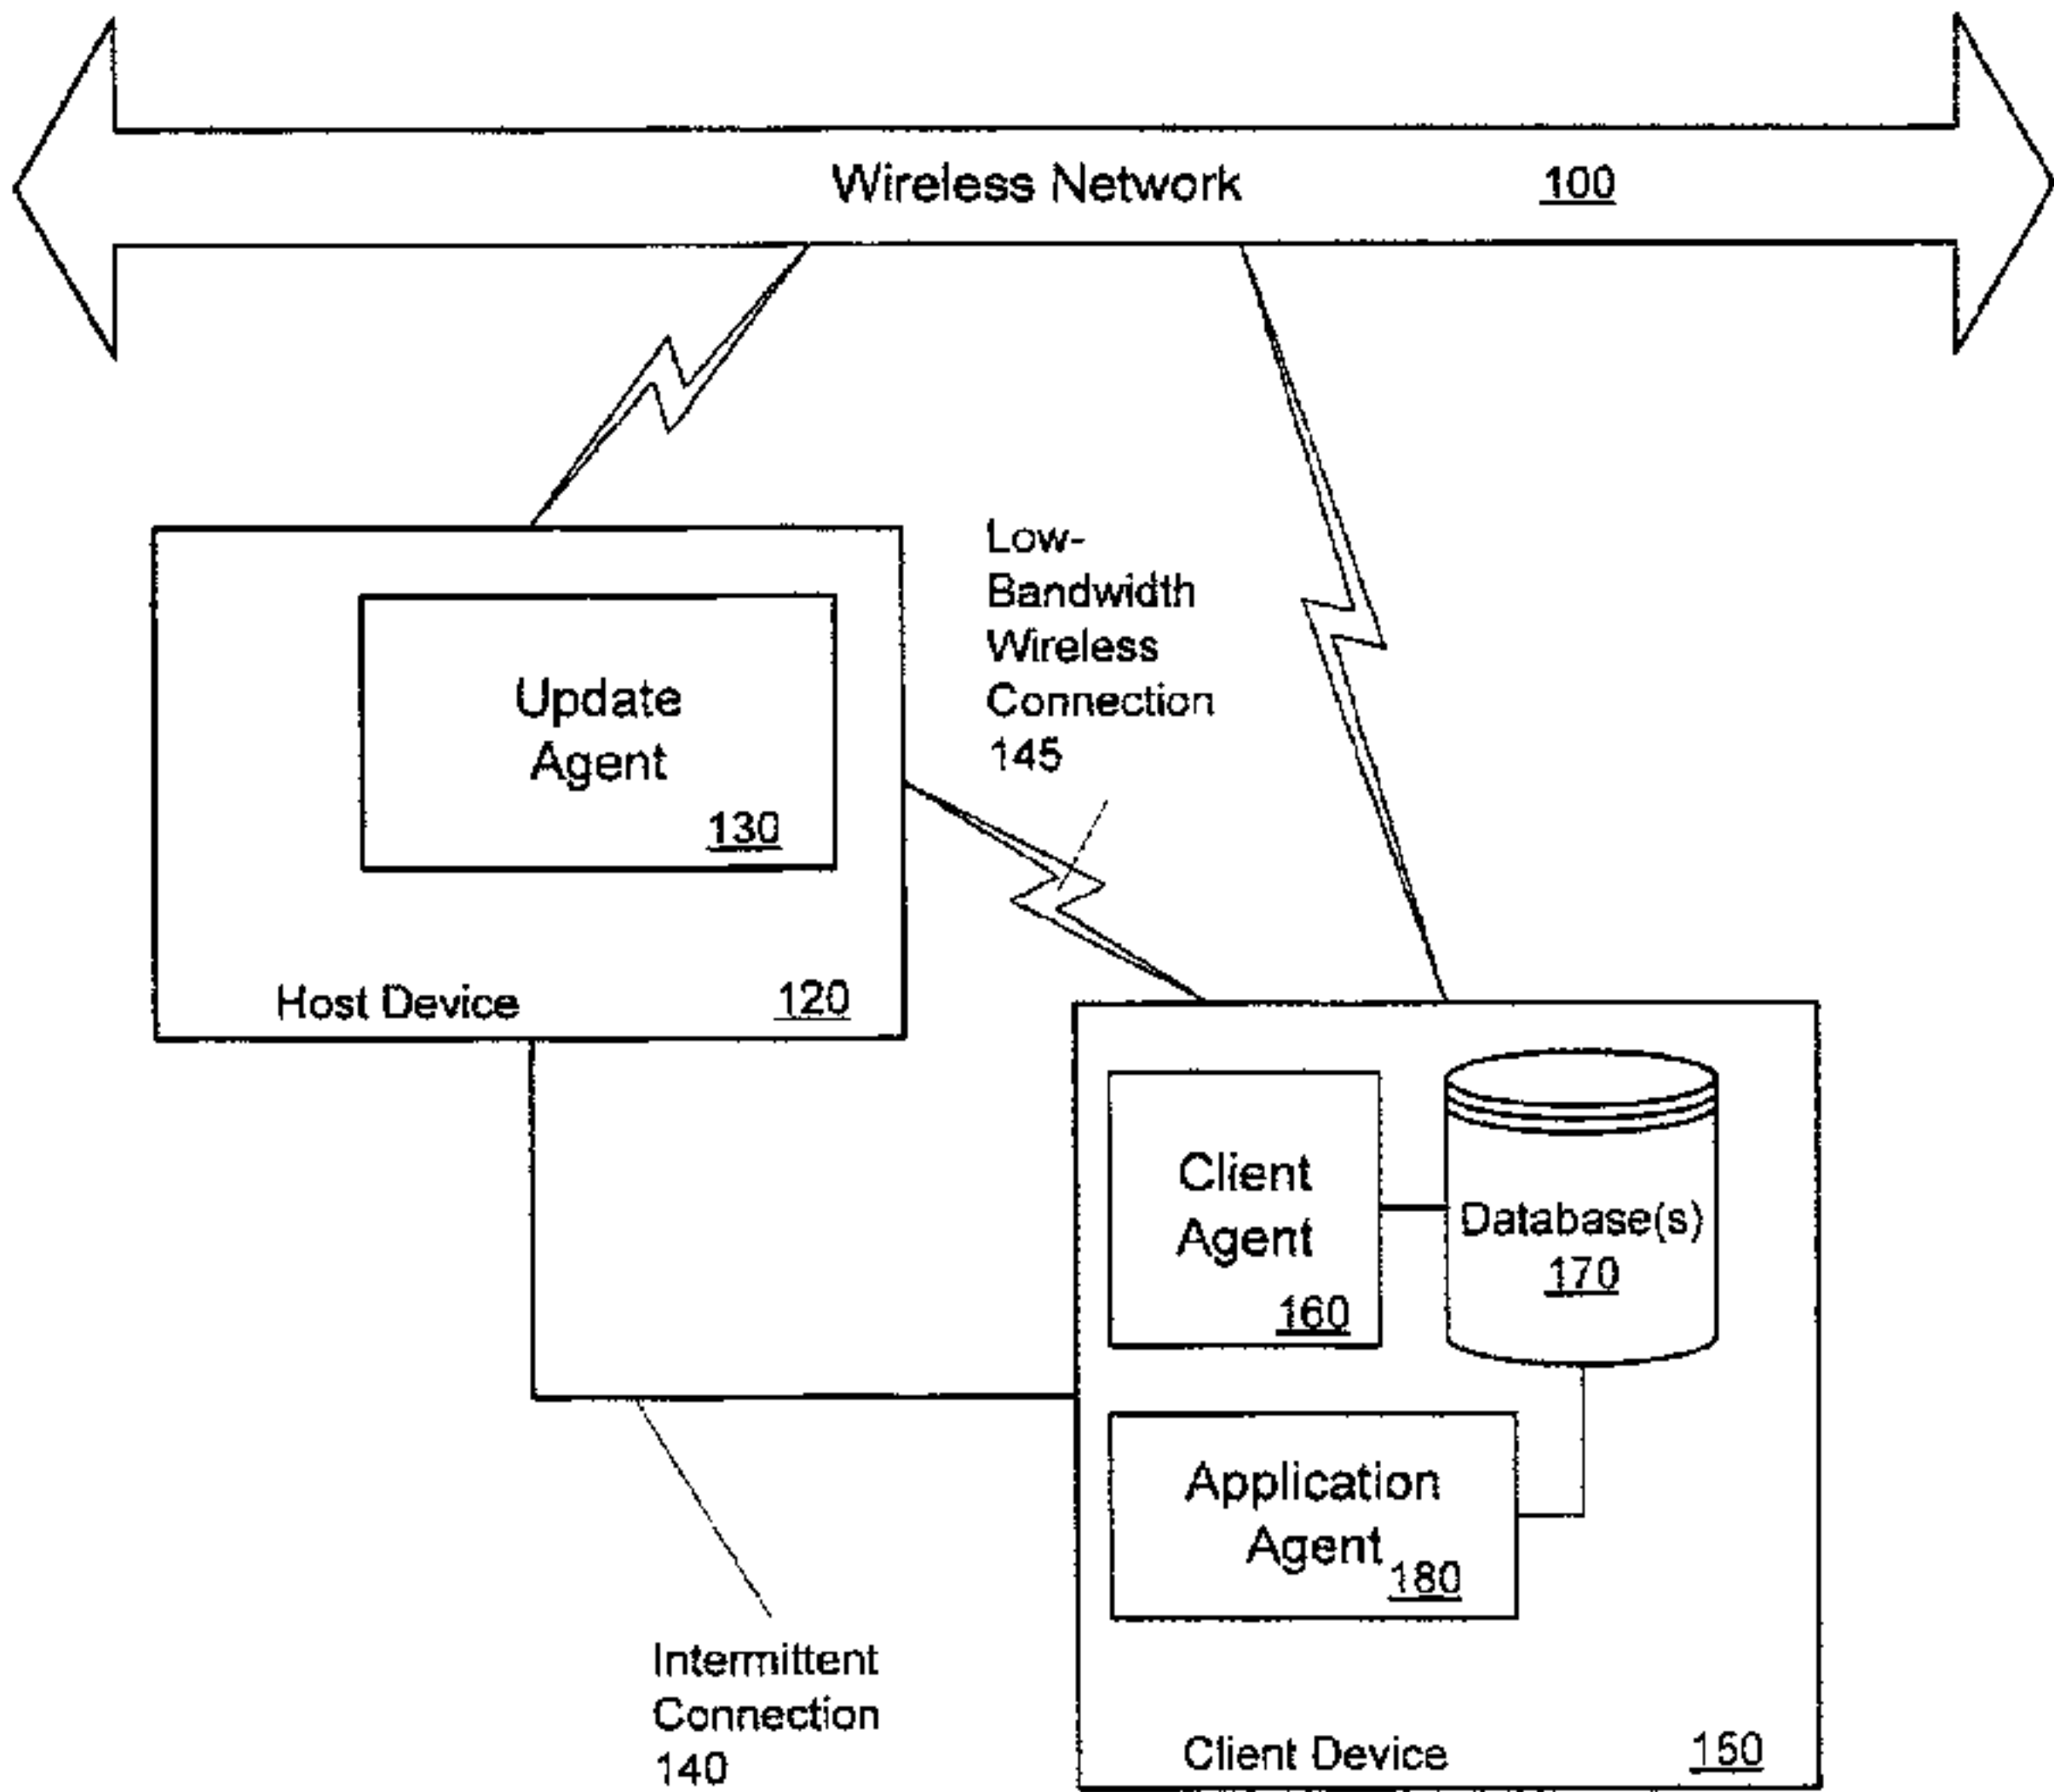 Wireless Network 100
Low-
Bandwidth
Wireless
Connection
145
Update
Agent
130
Host Device 120
Client
Agent
160
Database(s)
170
Application
Agent
180
Intermittent
Connection
140
Client Device 150